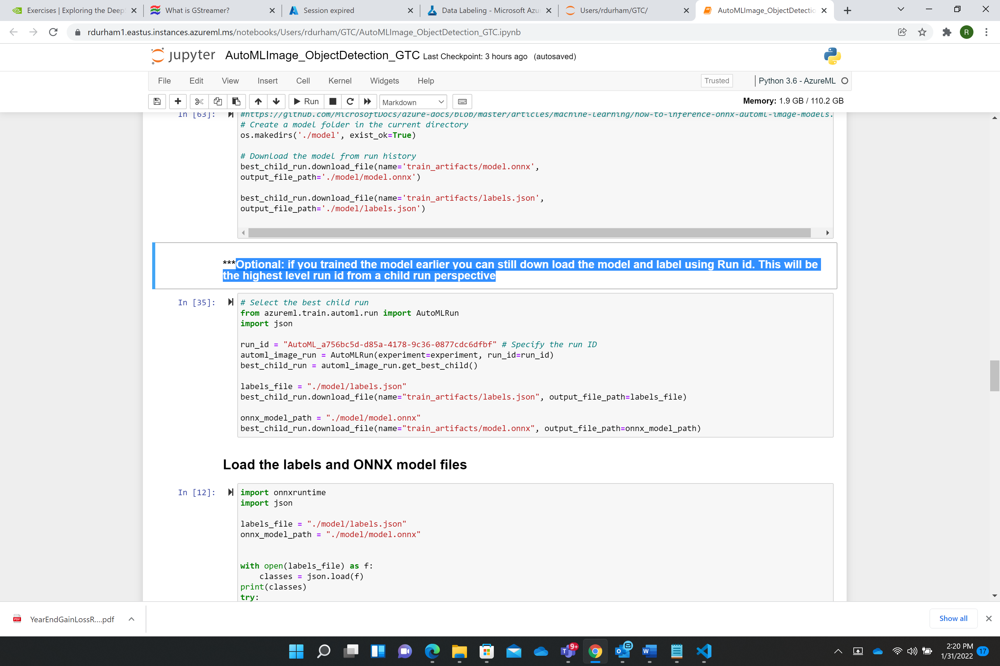 Exercises | Exploring the Deep
What is GStreamer?
Session expired
Data Labeling - Microsoft Azu
Users/rdurham/GTC/
AutoMLImage_ObjectDetectio
rdurham1.eastus.instances.azureml.ms/notebooks/Users/rdurham/GTC/AutoMLImage_ObjectDetection_GTC.ipynb
R
jupyter AutoMLImage_ObjectDetection_GTC Last Checkpoint: 3 hours ago (autosaved)
File Edit View Insert Cell Kernel Widgets Help Trusted Python 3.6 - AzureML
Run Markdown Memory: 1.9 GB / 110.2 GB
In [63]: #https://github.com/MicrosoftDocs/azure-docs/blob/master/articles/machine-learning/how-to-inference-onnx-automl-image-models.
# Create a model folder in the current directory
os.makedirs('./model', exist_ok=True)
# Download the model from run history
best_child_run.download_file(name='train_artifacts/model.onnx',
output_file_path='./model/model.onnx')
best_child_run.download_file(name='train_artifacts/labels.json',
output_file_path='./model/labels.json')
***Optional: if you trained the model earlier you can still down load the model and label using Run id. This will be
the highest level run id from a child run perspective
In [35]: # Select the best child run
from azureml.train.automl.run import AutoMLRun
import json
run_id = "AutoML_a756bc5d-d85a-4178-9c36-0877cdc6dfbf" # Specify the run ID
automl_image_run = AutoMLRun(experiment=experiment, run_id=run_id)
best_child_run = automl_image_run.get_best_child()
labels_file = "./model/labels.json"
best_child_run.download_file(name="train_artifacts/labels.json", output_file_path=labels_file)
onnx_model_path = "./model/model.onnx"
best_child_run.download_file(name="train_artifacts/model.onnx", output_file_path=onnx_model_path)
Load the labels and ONNX model files
In [12]: import onnxruntime
import json
labels_file = "./model/labels.json"
onnx_model_path = "./model/model.onnx"
with open(labels_file) as f:
    classes = json.load(f)
print(classes)
try:
PDF YearEndGainLossR....pdf Show all
9+
2:20 PM
1/31/2022 17